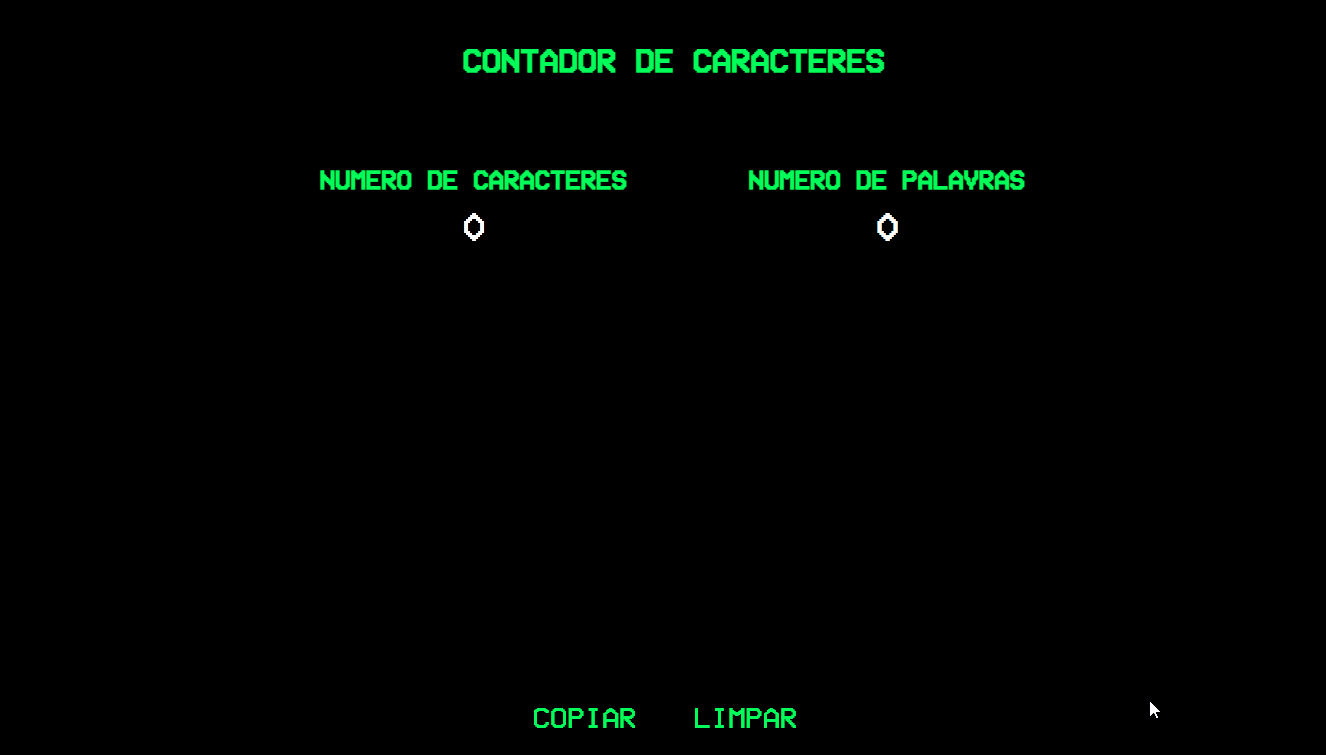 CONTADOR DE CARACTERES
NUMERO DE CARACTERES NUMERO DE PALAVRAS
0 0
COPIAR LIMPAR